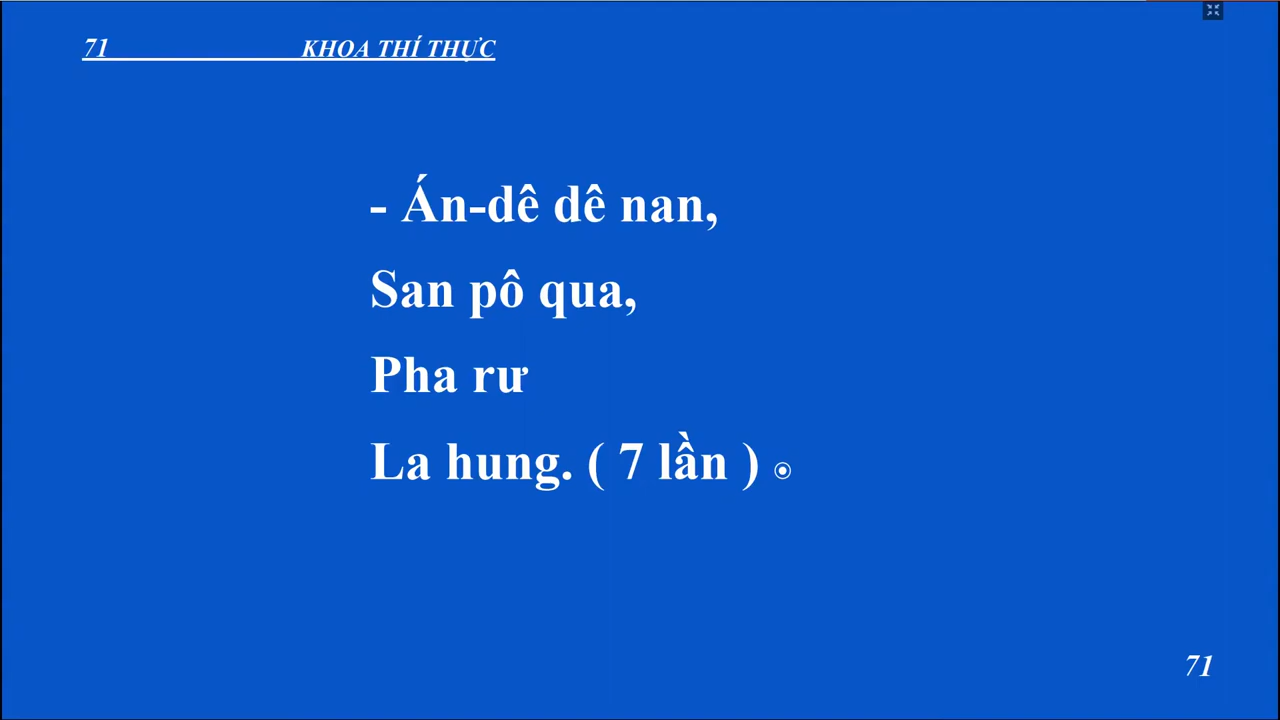 71 KHOA THÍ THỰC
- Án-dê dê nan,
San pô qua,
Pha rư
La hung. ( 7 lần ) ⦿
71